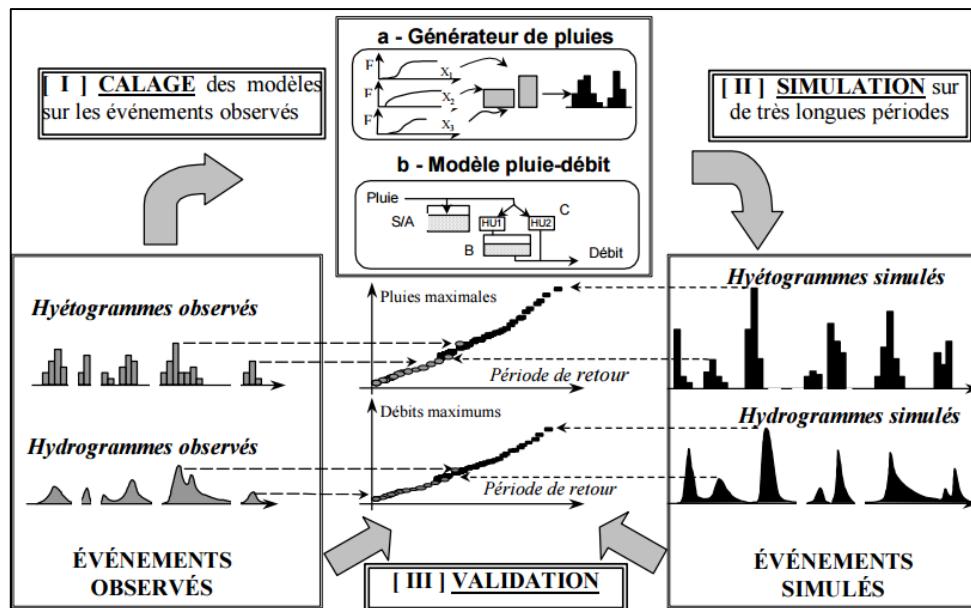 [ I ] CALAGE des modèles
sur les événements observés
a - Générateur de pluies
F
X1
F
X2
F
X3
b - Modèle pluie-débit
Pluie
S/A
HU1
HU2
C
B
Débit
[ II ] SIMULATION sur
de très longues périodes
Hyétogrammes observés
Pluies maximales
Période de retour
Hyétogrammes simulés
Hydrogrammes observés
Débits maximums
Période de retour
Hydrogrammes simulés
ÉVÉNEMENTS
OBSERVÉS
[ III ] VALIDATION
ÉVÉNEMENTS
SIMULÉS